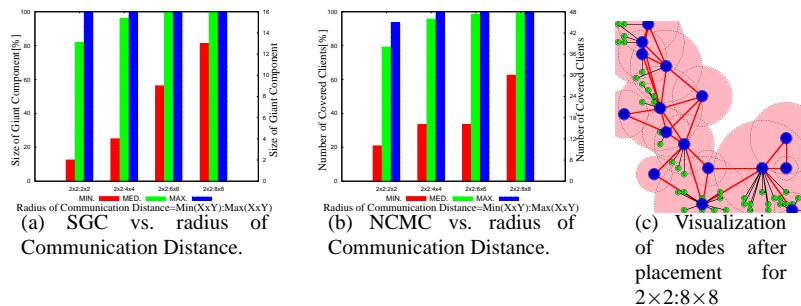 Size of Giant Component[%]
100
80
60
40
20
0
16
14
12
10
8
6
4
2
0
Size of Giant Component
2x2:2x2 2x2:4x4 2x2:6x6 2x2:8x8
MIN. MED. MAX.
Radius of Communication Distance=Min(XxY):Max(XxY)
(a) SGC vs. radius of
Communication Distance.
Number of Covered Clients[%]
100
80
60
40
20
0
48
42
36
30
24
18
12
6
0
Number of Covered Clients
2x2:2x2 2x2:4x4 2x2:6x6 2x2:8x8
MIN. MED. MAX.
Radius of Communication Distance=Min(XxY):Max(XxY)
(b) NCMC vs. radius of
Communication Distance.
(c) Visualization
of nodes after
placement for
2×2:8×8